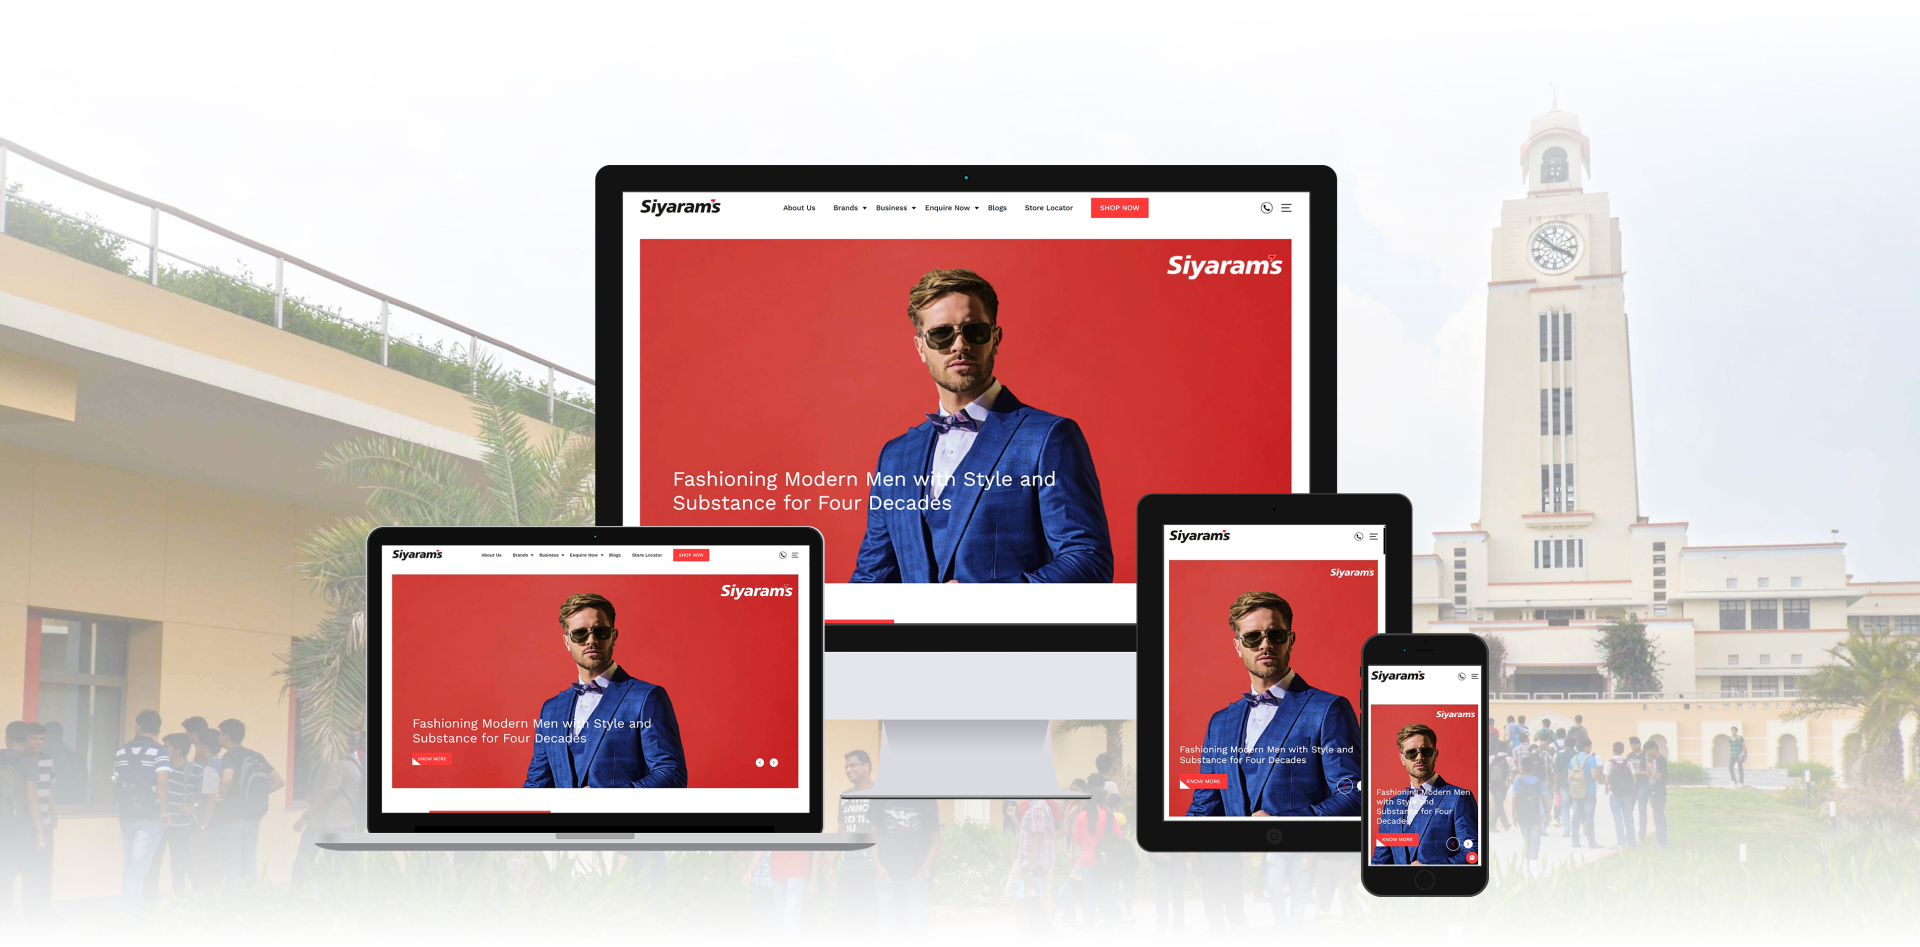 Siyaram's
About Us Brands Business Enquire Now Blogs Store Locator SHOP NOW
Siyaram's
Fashioning Modern Men with Style and
Substance for Four Decades
Siyaram's
About Us Brands Business Enquire Now Blogs Store Locator SHOP NOW
Siyaram's
Fashioning Modern Men with Style and
Substance for Four Decades
KNOW MORE
Siyaram's
Siyaram's
Fashioning Modern Men with Style and
Substance for Four Decades
KNOW MORE
Siyaram's
Siyaram's
Fashioning Modern Men
with Style and
Substance for Four
Decades
KNOW MORE